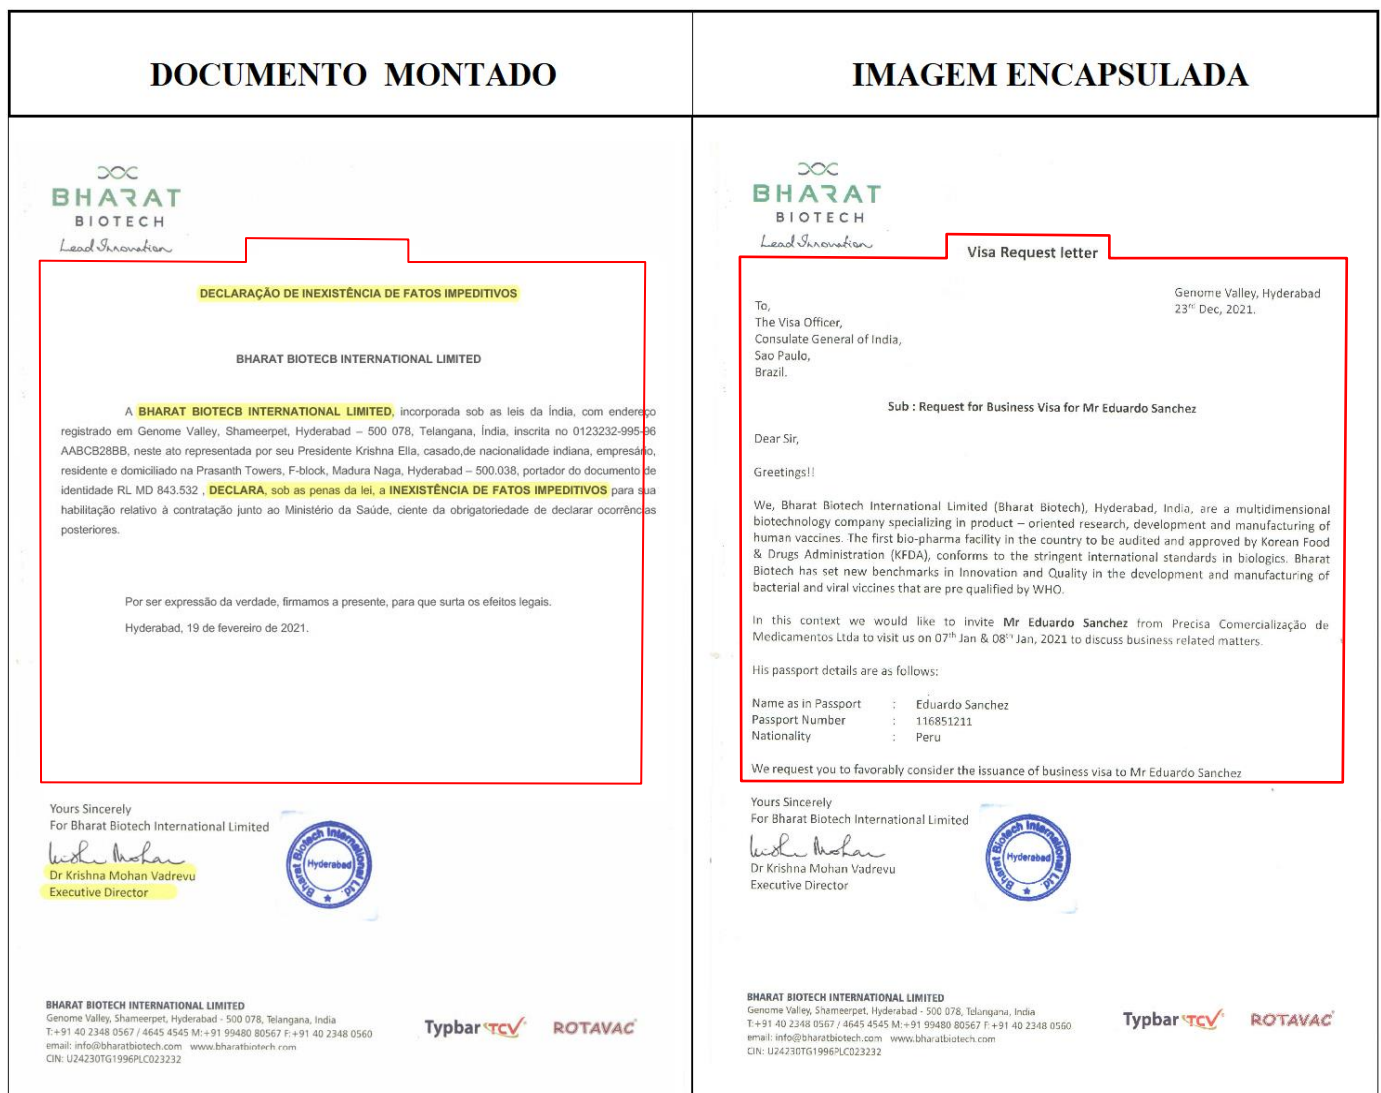 DOCUMENTO MONTADO
BHARAT
BIOTECH
Lead Innovation
DECLARAÇÃO DE INEXISTÊNCIA DE FATOS IMPEDITIVOS
BHARAT BIOTECB INTERNATIONAL LIMITED
A BHARAT BIOTECB INTERNATIONAL LIMITED, incorporada sob as leis da Índia, com endereço
registrado em Genome Valley, Shameerpet, Hyderabad – 500 078, Telangana, Índia, inscrita no 0123232-995-96
AABCB28BB, neste ato representada por seu Presidente Krishna Ella, casado,de nacionalidade indiana, empresário,
residente e domiciliado na Prasanth Towers, F-block, Madura Naga, Hyderabad – 500.038, portador do documento de
identidade RL MD 843.532 , DECLARA, sob as penas da lei, a INEXISTÊNCIA DE FATOS IMPEDITIVOS para sua
habilitação relativo à contratação junto ao Ministério da Saúde, ciente da obrigatoriedade de declarar ocorrências
posteriores.
Por ser expressão da verdade, firmamos a presente, para que surta os efeitos legais.
Hyderabad, 19 de fevereiro de 2021.
Yours Sincerely
For Bharat Biotech International Limited
Krishna Mohan
Dr Krishna Mohan Vadrevu
Executive Director
Bharat Biotech International Ltd
Hyderabad
BHARAT BIOTECH INTERNATIONAL LIMITED
Genome Valley, Shameerpet, Hyderabad - 500 078, Telangana, India
T:+91 40 2348 0567 / 4645 4545 M:+91 99480 80567 F:+91 40 2348 0560
email: info@bharatbiotech.com www.bharatbiotech.com
CIN: U24230TG1996PLC023232
Typbar TCV
ROTAVAC
IMAGEM ENCAPSULADA
BHARAT
BIOTECH
Lead Innovation
Visa Request letter
Genome Valley, Hyderabad
23rd Dec, 2021.
To,
The Visa Officer,
Consulate General of India,
Sao Paulo,
Brazil.
Sub : Request for Business Visa for Mr Eduardo Sanchez
Dear Sir,
Greetings!!
We, Bharat Biotech International Limited (Bharat Biotech), Hyderabad, India, are a multidimensional
biotechnology company specializing in product – oriented research, development and manufacturing of
human vaccines. The first bio-pharma facility in the country to be audited and approved by Korean Food
& Drugs Administration (KFDA), conforms to the stringent international standards in biologics. Bharat
Biotech has set new benchmarks in Innovation and Quality in the development and manufacturing of
bacterial and viral viccines that are pre qualified by WHO.
In this context we would like to invite Mr Eduardo Sanchez from Precisa Comercialização de
Medicamentos Ltda to visit us on 07th Jan & 08th Jan, 2021 to discuss business related matters.
His passport details are as follows:
Name as in Passport : Eduardo Sanchez
Passport Number : 116851211
Nationality : Peru
We request you to favorably consider the issuance of business visa to Mr Eduardo Sanchez
Yours Sincerely
For Bharat Biotech International Limited
Krishna Mohan
Dr Krishna Mohan Vadrevu
Executive Director
Bharat Biotech International Ltd
Hyderabad
BHARAT BIOTECH INTERNATIONAL LIMITED
Genome Valley, Shameerpet, Hyderabad - 500 078, Telangana, India
T:+91 40 2348 0567 / 4645 4545 M:+91 99480 80567 F:+91 40 2348 0560
email: info@bharatbiotech.com www.bharatbiotech.com
CIN: U24230TG1996PLC023232
Typbar TCV
ROTAVAC